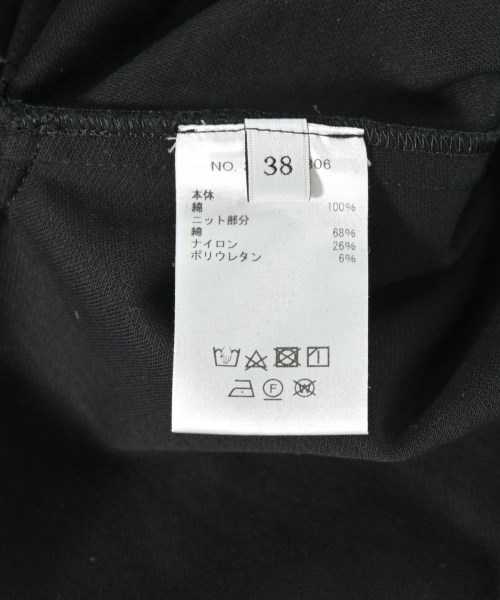 NO.
38
806
本体
綿 100%
ニット部分
綿 68%
ナイロン 26%
ポリウレタン 6%
F
W